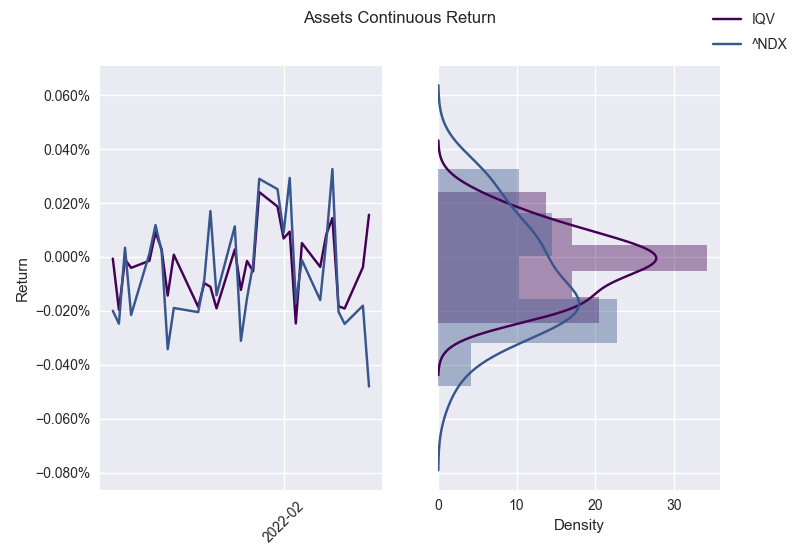 Assets Continuous Return
IQV
^NDX
0.060%
0.040%
0.020%
0.000%
−0.020%
−0.040%
−0.060%
−0.080%
Return
2022-02
0
10
20
30
Density